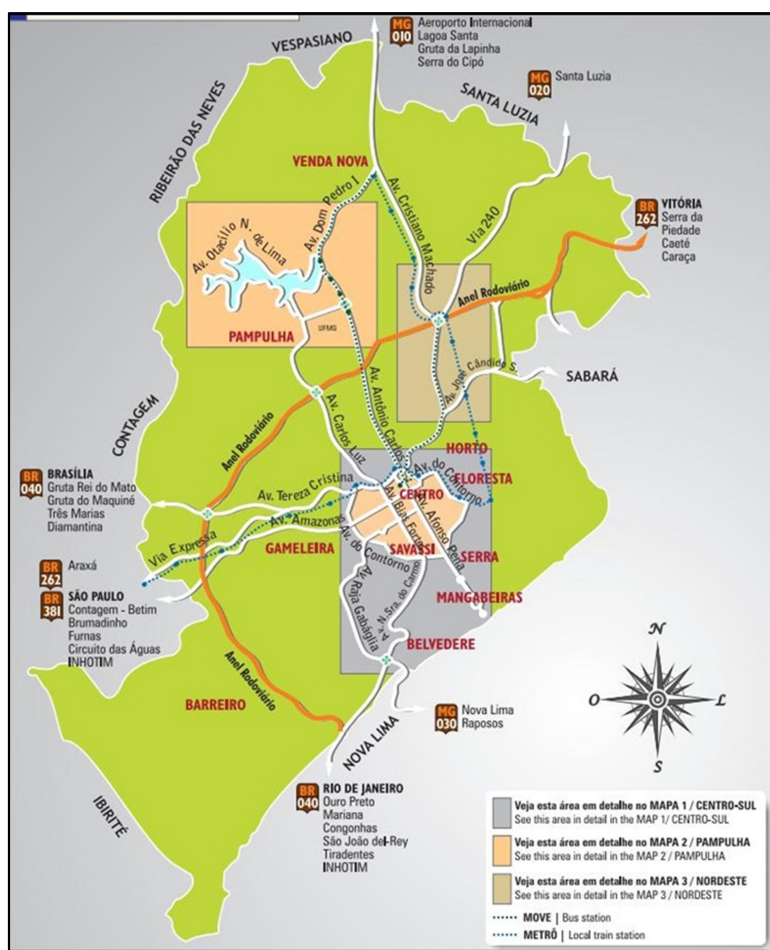 MG
010
Aeroporto Internacional
Lagoa Santa
Gruta da Lapinha
Serra do Cipó
VESPASIANO
MG
020
Santa Luzia
SANTA LUZIA
RIBEIRÃO DAS NEVES
VENDA NOVA
Av. Dom Pedro I
Av. Cristiano Machado
Via 240
BR
262
VITÓRIA
Serra da
Piedade
Caeté
Caraça
Av. Otacílio N.
de Lima
Anel Rodoviário
UFMG
PAMPULHA
Av. José Cândido S.
SABARÁ
CONTAGEM
Anel Rodoviário
Av. Carlos Luz
Av. Antônio Carlos
HORTO
FLORESTA
Av. do Contorno
BR
040
BRASÍLIA
Gruta Rei do Mato
Gruta do Maquiné
Três Marias
Diamantina
Av. Tereza Cristina
CENTRO
Via Expressa
Av. Amazonas
Av. Bias Fortes
Av. Afonso Pena
GAMELEIRA
Av. do Contorno
SAVASSI
SERRA
BR
262
Araxá
BR
381
SÃO PAULO
Contagem - Betim
Brumadinho
Furnas
Circuito das Águas
INHOTIM
MANGABEIRAS
Av. Raja Gabáglia
Av. N. Sra. do Carmo
BELVEDERE
Anel Rodoviário
BARREIRO
MG
030
Nova Lima
Raposos
NOVA LIMA
IBIRITÉ
BR
040
RIO DE JANEIRO
Ouro Preto
Mariana
Congonhas
São João del-Rey
Tiradentes
INHOTIM
N
O
L
S
Veja esta área em detalhe no MAPA 1 / CENTRO-SUL
See this area in detail in the MAP 1/ CENTRO-SUL
Veja esta área em detalhe no MAPA 2 / PAMPULHA
See this area in detail in the MAP 2 / PAMPULHA
Veja esta área em detalhe no MAPA 3 / NORDESTE
See this area in detail in the MAP 3 / NORDESTE
MOVE | Bus station
METRÔ | Local train station